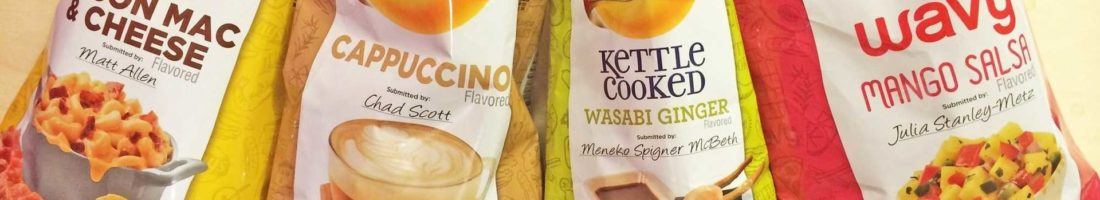 MAC
& CHEESE
Flavored
Submitted by:
Matt Allen
CAPPUCCINO
Flavored
Submitted by:
Chad Scott
KETTLE
COOKED
WASABI GINGER
Flavored
Submitted by:
Meneko Spigner McBeth
wavy
MANGO SALSA
Flavored
Submitted by:
Julia Stanley-Metz